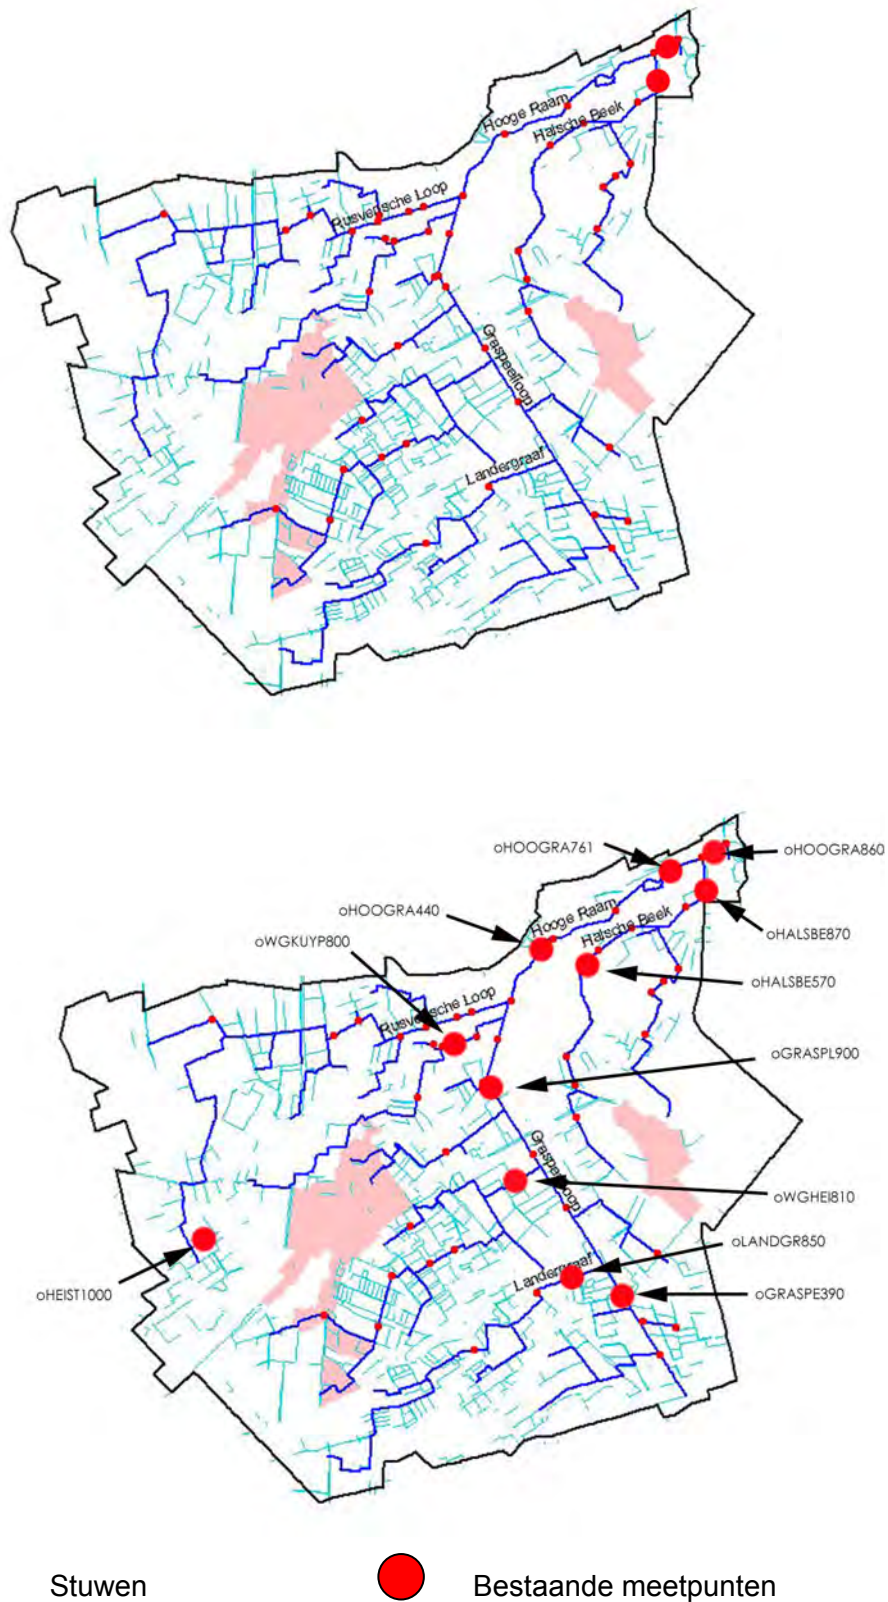 Hooge Raam
Halsche Beek
Rusvensche Loop
Graspeelloop
Landergraaf
oHOOGRA761
oHOOGRA860
oHOOGRA440
oWGKUYP800
oHALSBE870
Hooge Raam
Halsche Beek
oHALSBE570
Rusvensche Loop
oGRASPL900
Graspeelloop
oWGHEI810
oLANDGR850
Landergraaf
oHEIST1000
oGRASPE390
Stuwen
Bestaande meetpunten